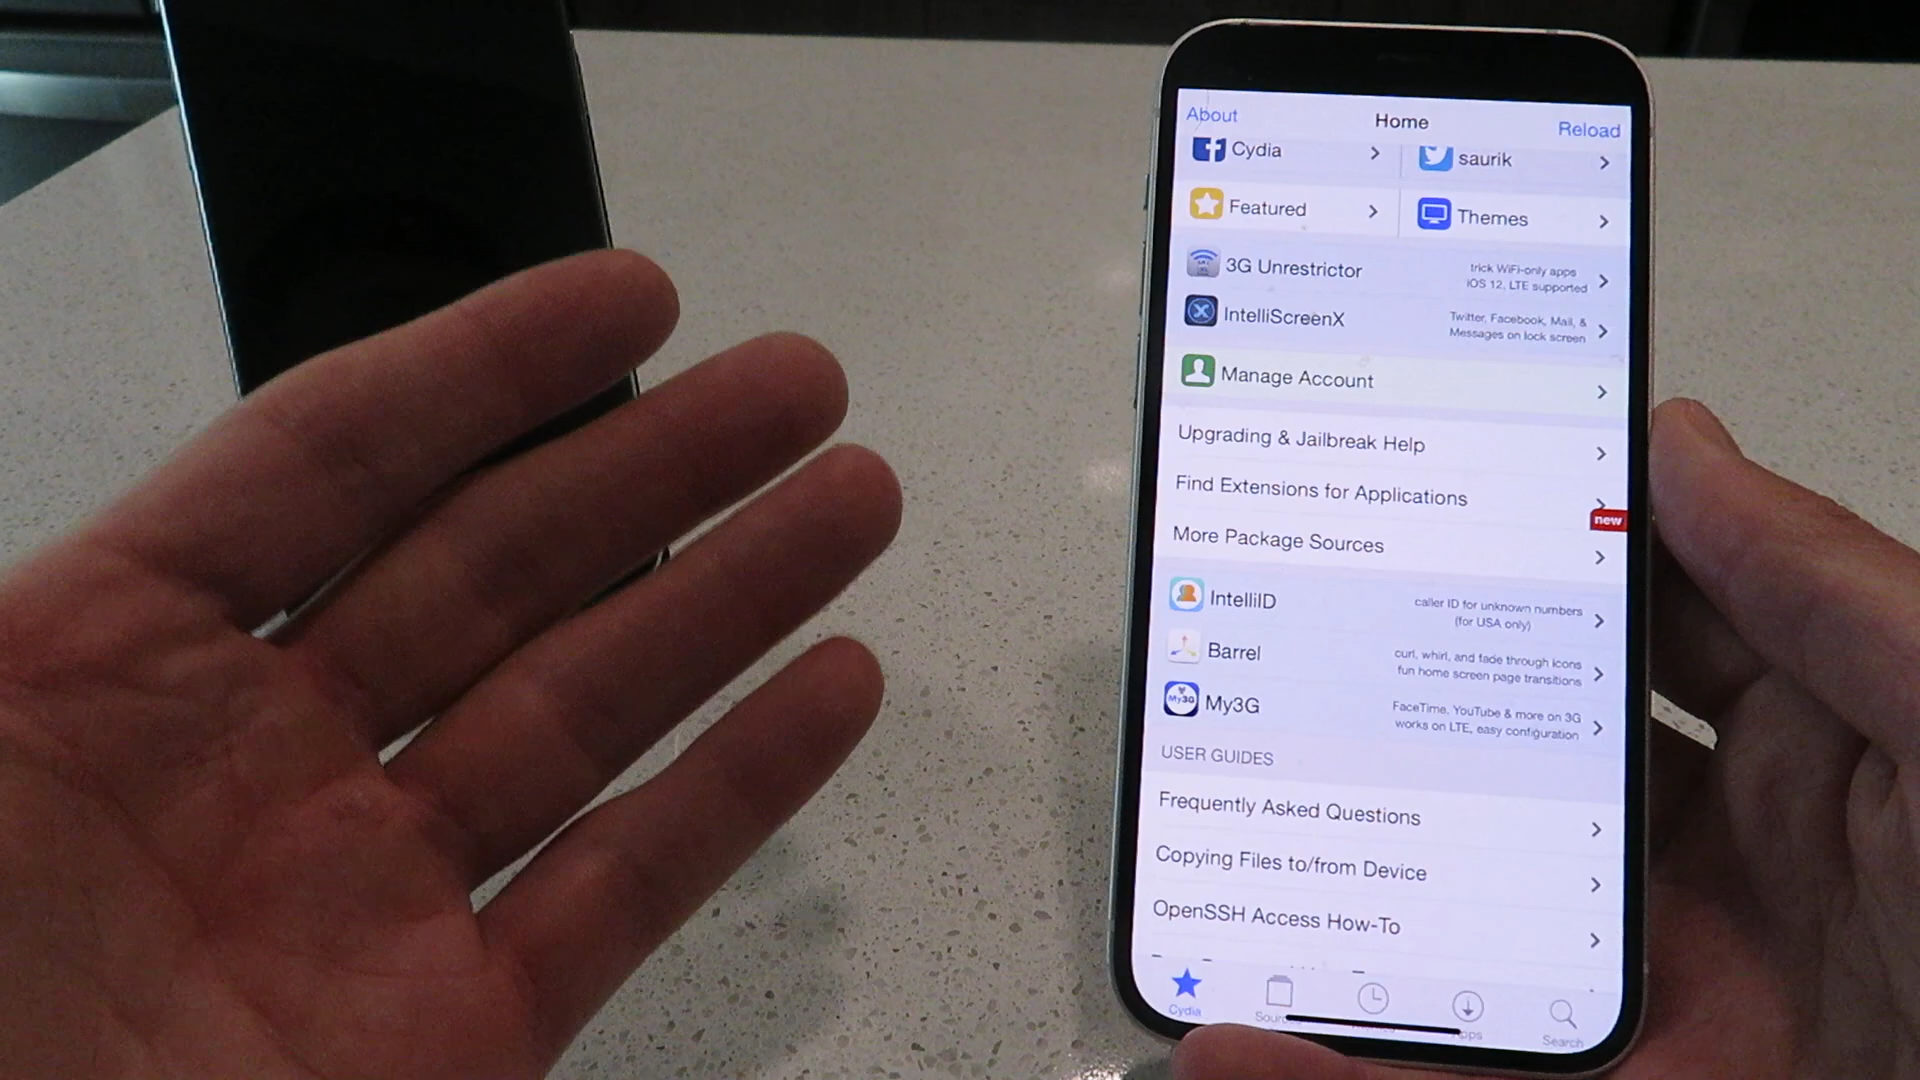 About Home Reload
Cydia saurik
Featured Themes
3G Unrestrictor trick WiFi-only apps
iOS 12, LTE supported
IntelliScreenX Twitter, Facebook, Mail, &
Messages on lock screen
Manage Account
Upgrading & Jailbreak Help
Find Extensions for Applications
new
More Package Sources
IntelliID caller ID for unknown numbers
(for USA only)
Barrel curl, whirl, and fade through icons
fun home screen page transitions
My3G
My3G FaceTime, YouTube & more on 3G
works on LTE, easy configuration
USER GUIDES
Frequently Asked Questions
Copying Files to/from Device
OpenSSH Access How-To
Cydia Search